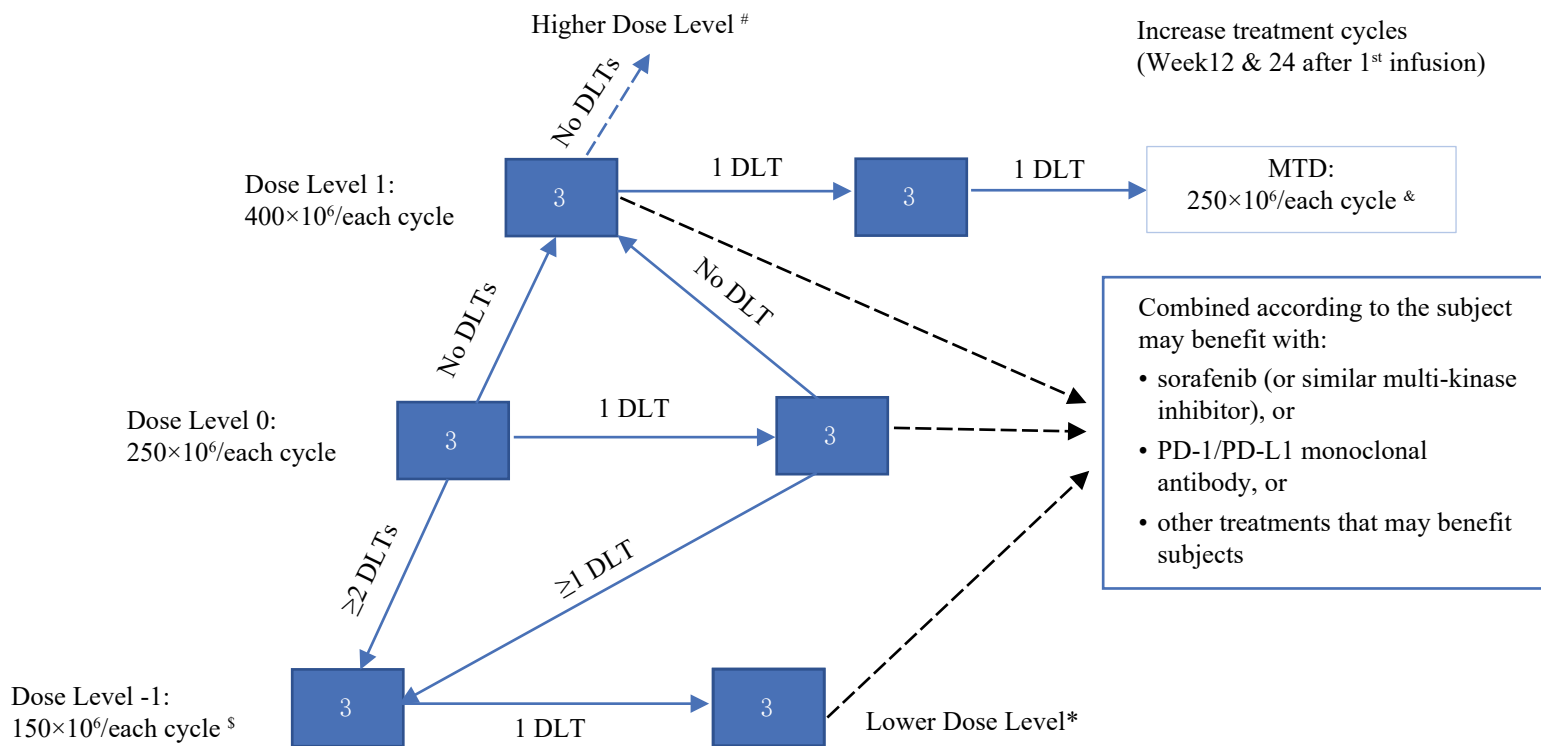 Higher Dose Level #
Increase treatment cycles
(Week12 & 24 after 1st infusion)
No DLTs
Dose Level 1:
400×10⁶/each cycle
3
1 DLT
3
1 DLT
MTD:
250×10⁶/each cycle &
No DLTs
No DLT
Combined according to the subject
may benefit with:
• sorafenib (or similar multi-kinase
inhibitor), or
• PD-1/PD-L1 monoclonal
antibody, or
• other treatments that may benefit
subjects
Dose Level 0:
250×10⁶/each cycle
3
1 DLT
3
≥2 DLTs
≥1 DLT
Dose Level -1:
150×10⁶/each cycle $
3
1 DLT
3
Lower Dose Level*